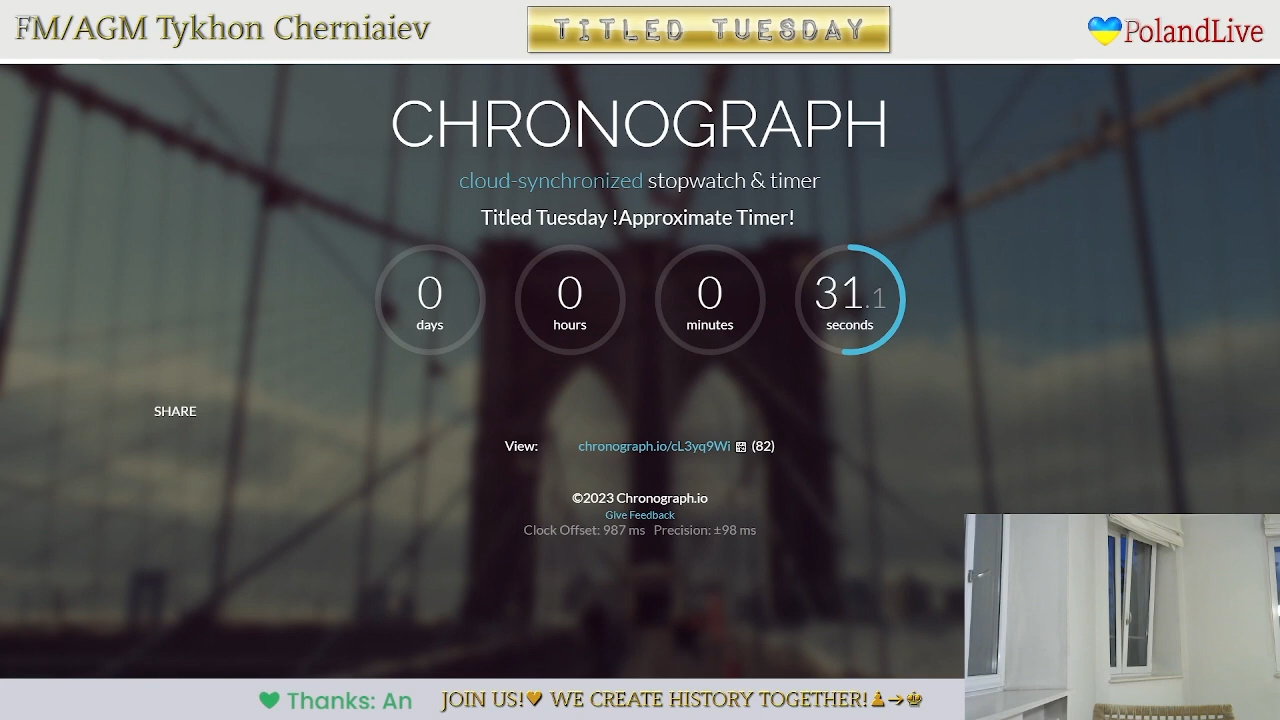 FM/AGM Tykhon Cherniaiev
TITLED TUESDAY
PolandLive
CHRONOGRAPH
cloud-synchronized stopwatch & timer
Titled Tuesday !Approximate Timer!
0 0 0 31.1
days hours minutes seconds
SHARE
View: chronograph.io/cL3yq9Wi (82)
©2023 Chronograph.io
Give Feedback
Clock Offset: 987 ms Precision: ±98 ms
Thanks: An JOIN US!🧡 WE CREATE HISTORY TOGETHER!♟➔♚